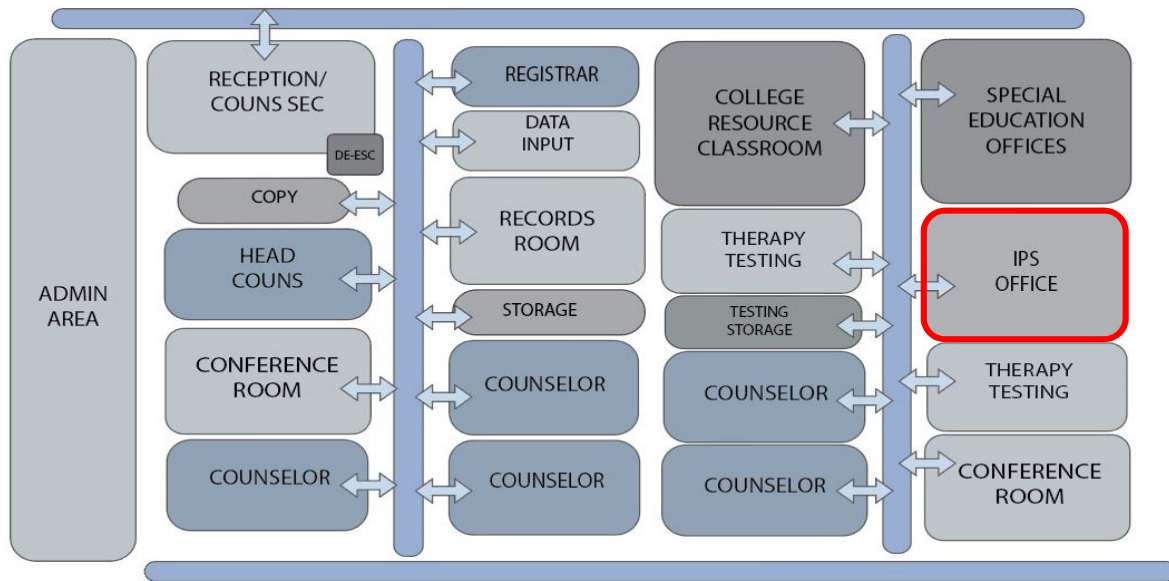 ADMIN
AREA
RECEPTION/
COUNS SEC
DE-ESC
COPY
HEAD
COUNS
CONFERENCE
ROOM
COUNSELOR
REGISTRAR
DATA
INPUT
RECORDS
ROOM
STORAGE
COUNSELOR
COUNSELOR
COLLEGE
RESOURCE
CLASSROOM
THERAPY
TESTING
TESTING
STORAGE
COUNSELOR
COUNSELOR
SPECIAL
EDUCATION
OFFICES
IPS
OFFICE
THERAPY
TESTING
CONFERENCE
ROOM